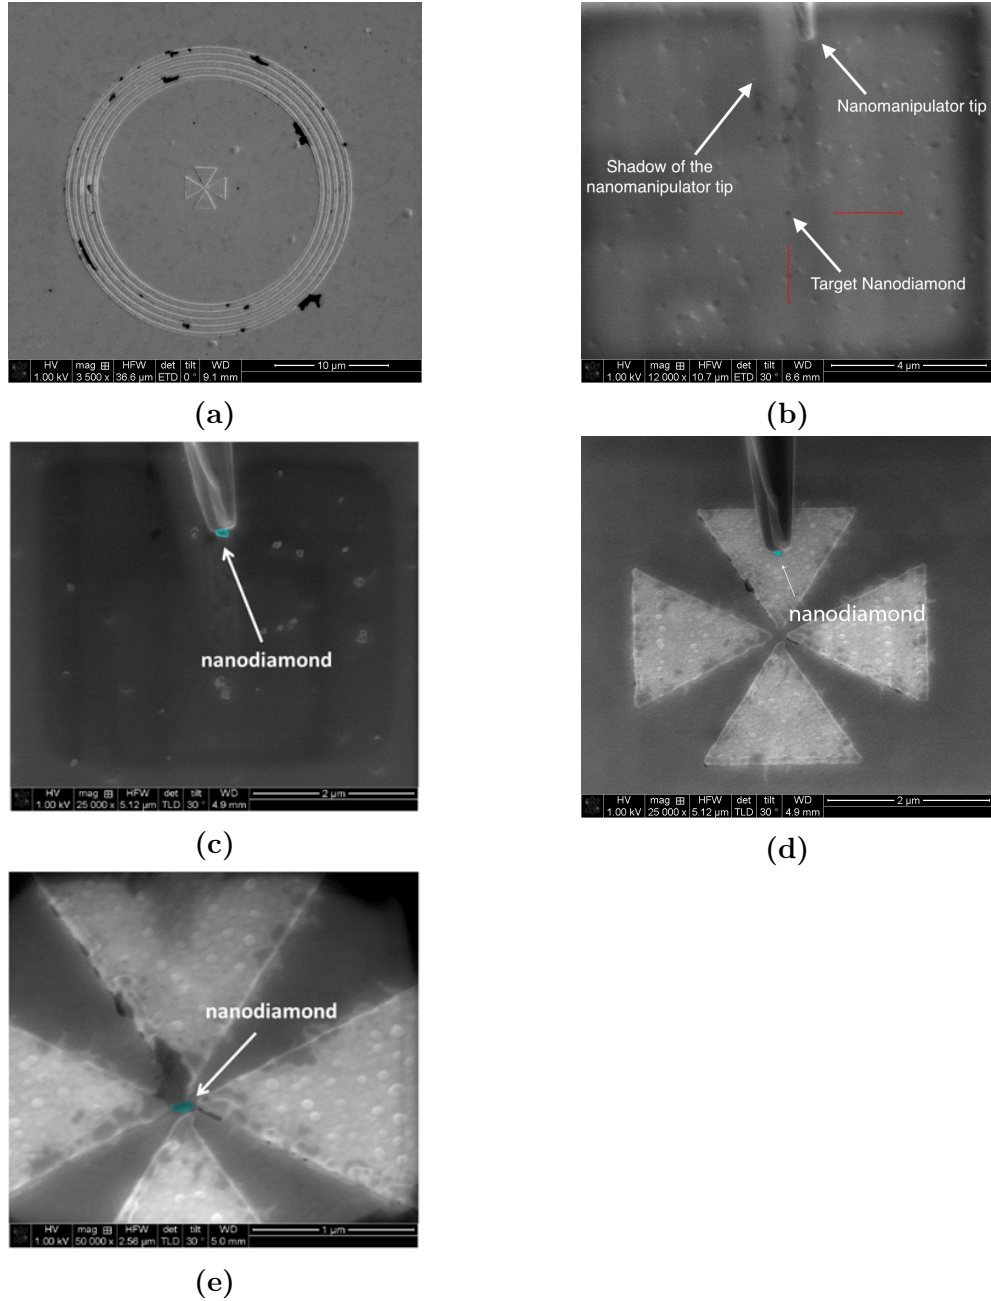 HV mag HFW det tilt WD
1.00 kV 3 500 x 36.6 µm ETD 0 ° 9.1 mm 10 µm
(a)
Nanomanipulator tip
Shadow of the
nanomanipulator tip
Target Nanodiamond
HV mag HFW det tilt WD
1.00 kV 12 000 x 10.7 µm ETD 30 ° 6.6 mm 4 µm
(b)
nanodiamond
HV mag HFW det tilt WD
1.00 kV 25 000 x 5.12 µm TLD 30 ° 4.9 mm 2 µm
(c)
nanodiamond
HV mag HFW det tilt WD
1.00 kV 25 000 x 5.12 µm TLD 30 ° 4.9 mm 2 µm
(d)
nanodiamond
HV mag HFW det tilt WD
1.00 kV 50 000 x 2.56 µm TLD 30 ° 5.0 mm 1 µm
(e)